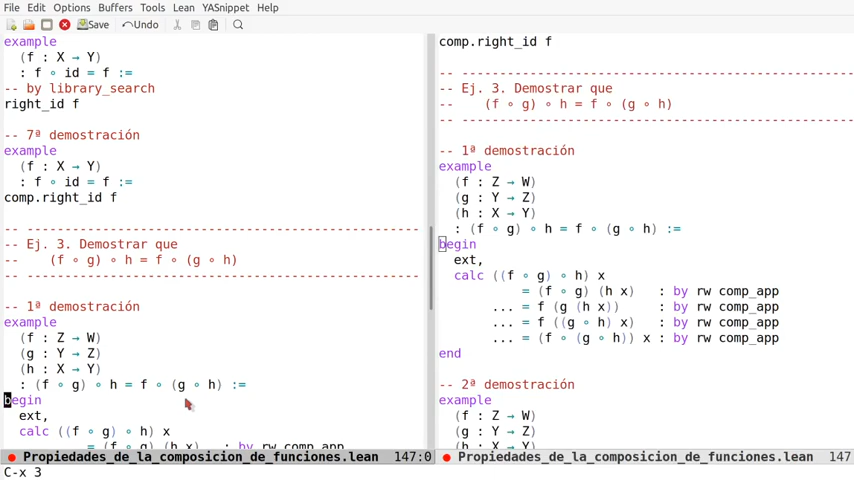 File Edit Options Buffers Tools Lean YASnippet Help
Save Undo
example
  (f : X → Y)
  : f ∘ id = f :=
-- by library_search
right_id f
-- 7ª demostración
example
  (f : X → Y)
  : f ∘ id = f :=
comp.right_id f
-- ---------------------------------------------------
-- Ej. 3. Demostrar que
--    (f ∘ g) ∘ h = f ∘ (g ∘ h)
-- ---------------------------------------------------
-- 1ª demostración
example
  (f : Z → W)
  (g : Y → Z)
  (h : X → Y)
  : (f ∘ g) ∘ h = f ∘ (g ∘ h) :=
begin
  ext,
  calc ((f ∘ g) ∘ h) x
         = (f ∘ g) (h x)   : by rw comp_app
Propiedades_de_la_composicion_de_funciones.lean 147:0
C-x 3
comp.right_id f
-- ---------------------------------------------------
-- Ej. 3. Demostrar que
--    (f ∘ g) ∘ h = f ∘ (g ∘ h)
-- ---------------------------------------------------
-- 1ª demostración
example
  (f : Z → W)
  (g : Y → Z)
  (h : X → Y)
  : (f ∘ g) ∘ h = f ∘ (g ∘ h) :=
begin
  ext,
  calc ((f ∘ g) ∘ h) x
         = (f ∘ g) (h x)   : by rw comp_app
     ... = f (g (h x))     : by rw comp_app
     ... = f ((g ∘ h) x)   : by rw comp_app
     ... = (f ∘ (g ∘ h)) x : by rw comp_app
end
-- 2ª demostración
example
  (f : Z → W)
  (g : Y → Z)
  (h : X → Y)
Propiedades_de_la_composicion_de_funciones.lean 147